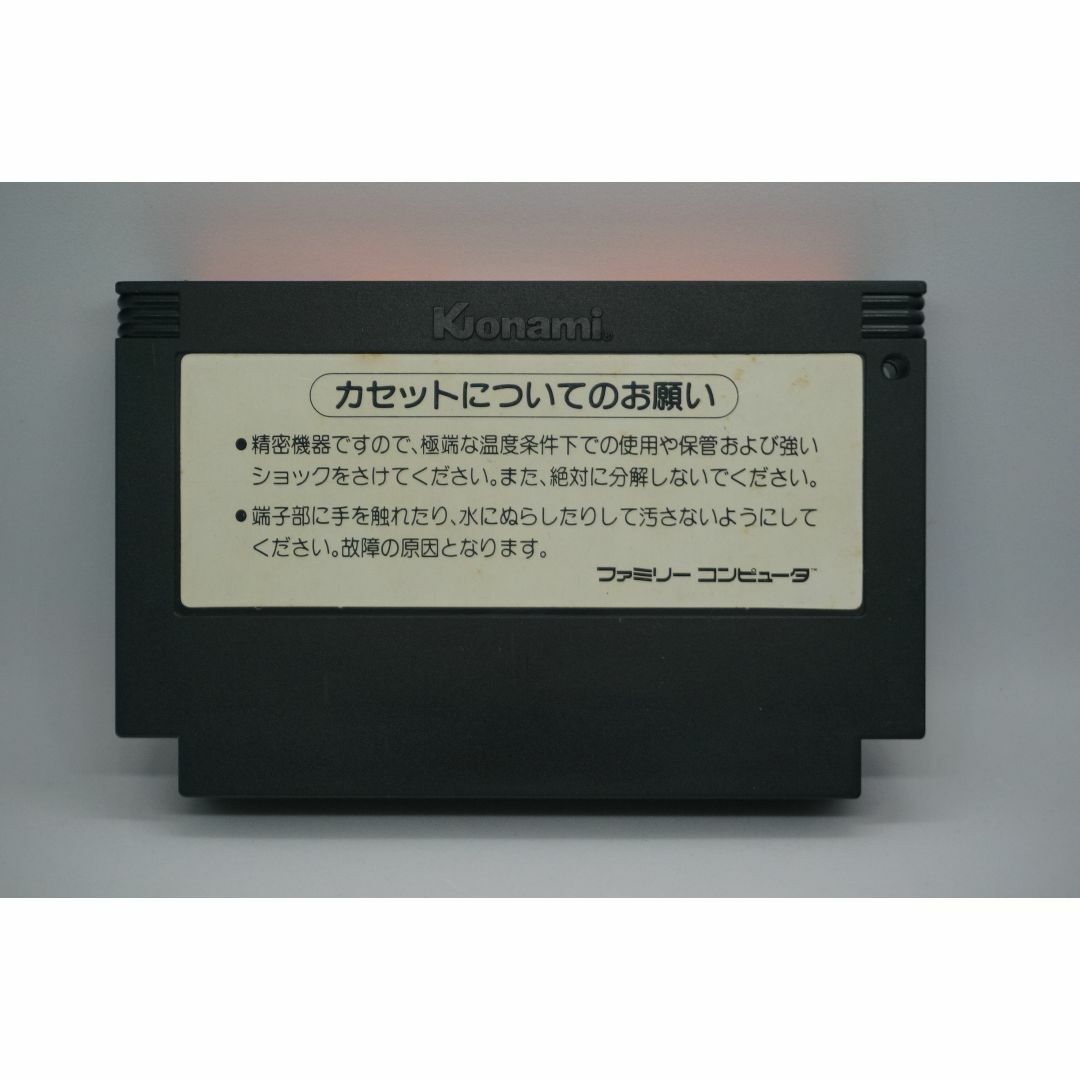 Konami®
カセットについてのお願い
●精密機器ですので、極端な温度条件下での使用や保管および強い
ショックをさけてください。また、絶対に分解しないでください。
●端子部に手を触れたり、水にぬらしたりして汚さないようにして
ください。故障の原因となります。
ファミリー コンピュータ™